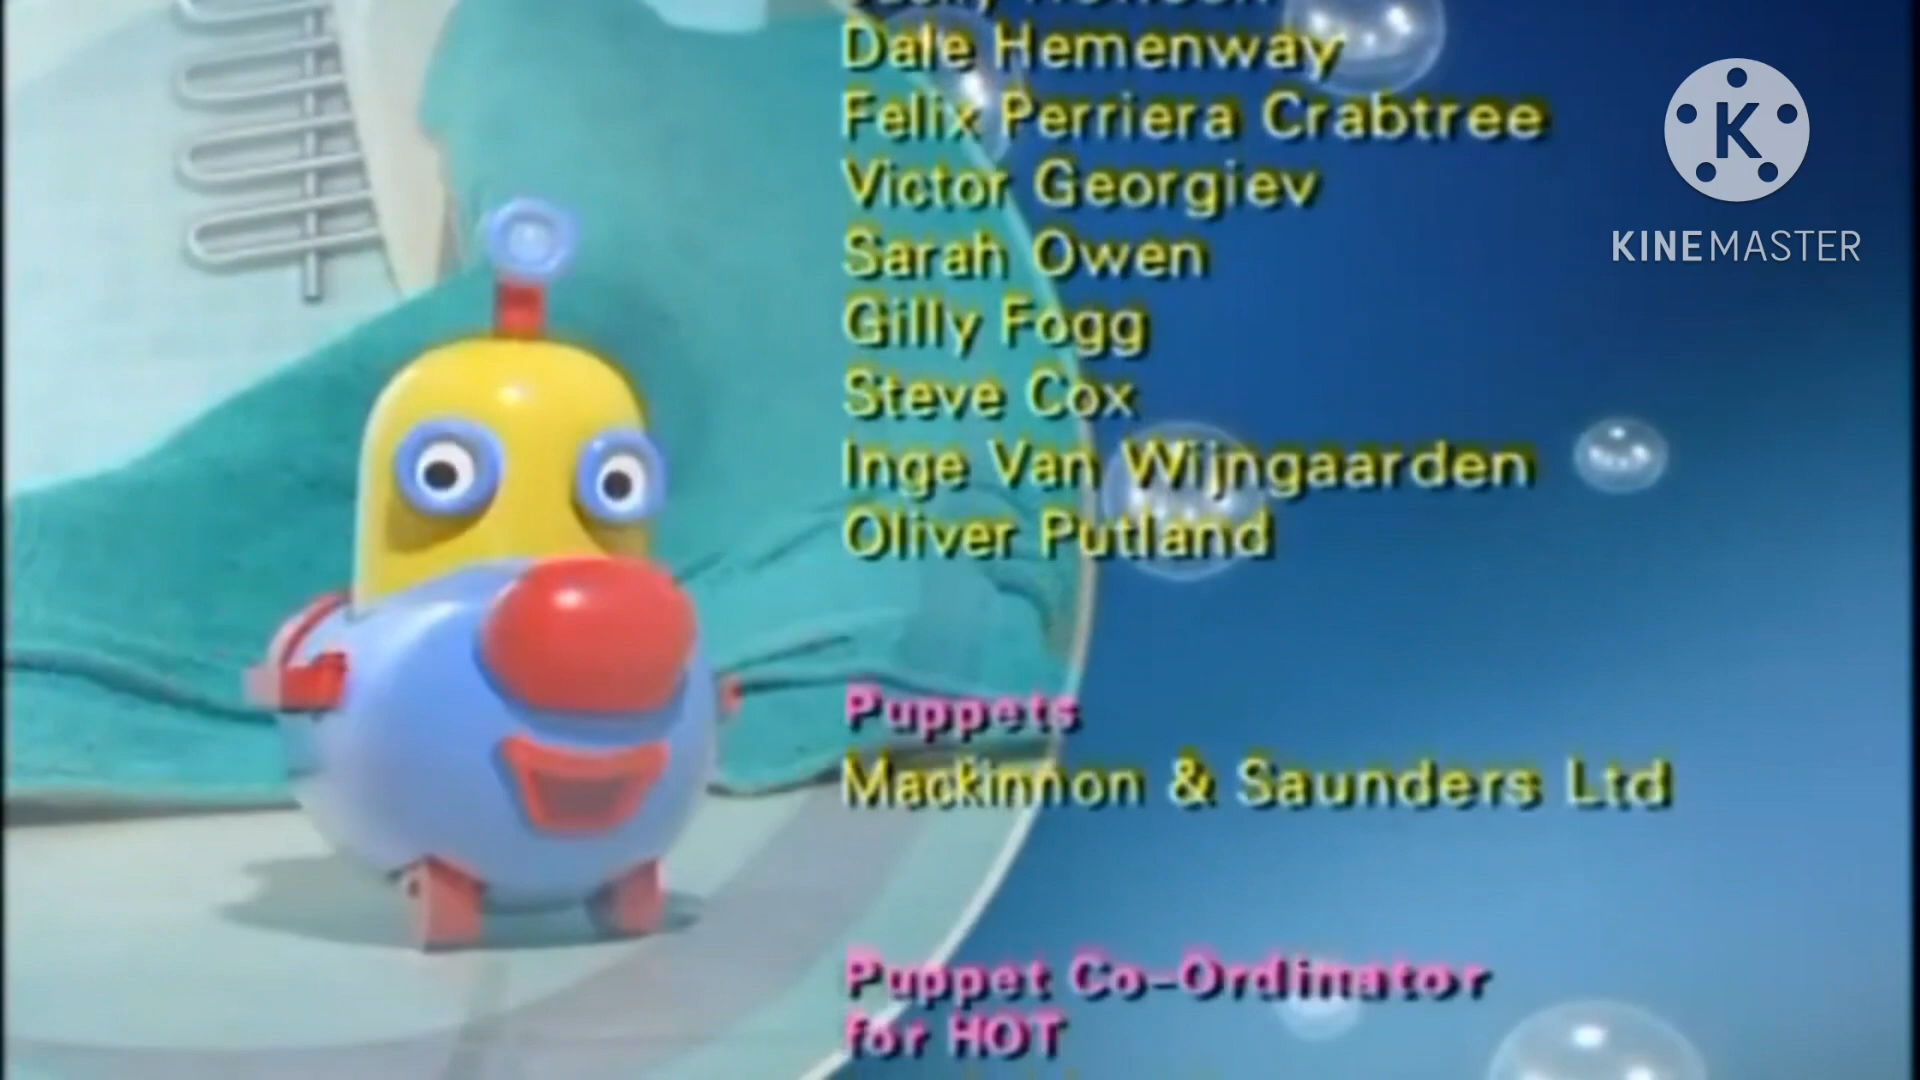 Dale Hemenway
Felix Perriera Crabtree
Victor Georgiev
Sarah Owen
Gilly Fogg
Steve Cox
Inge Van Wijngaarden
Oliver Putland
Puppets
Mackinnon & Saunders Ltd
Puppet Co-Ordinator
for HOT
K
KINEMASTER